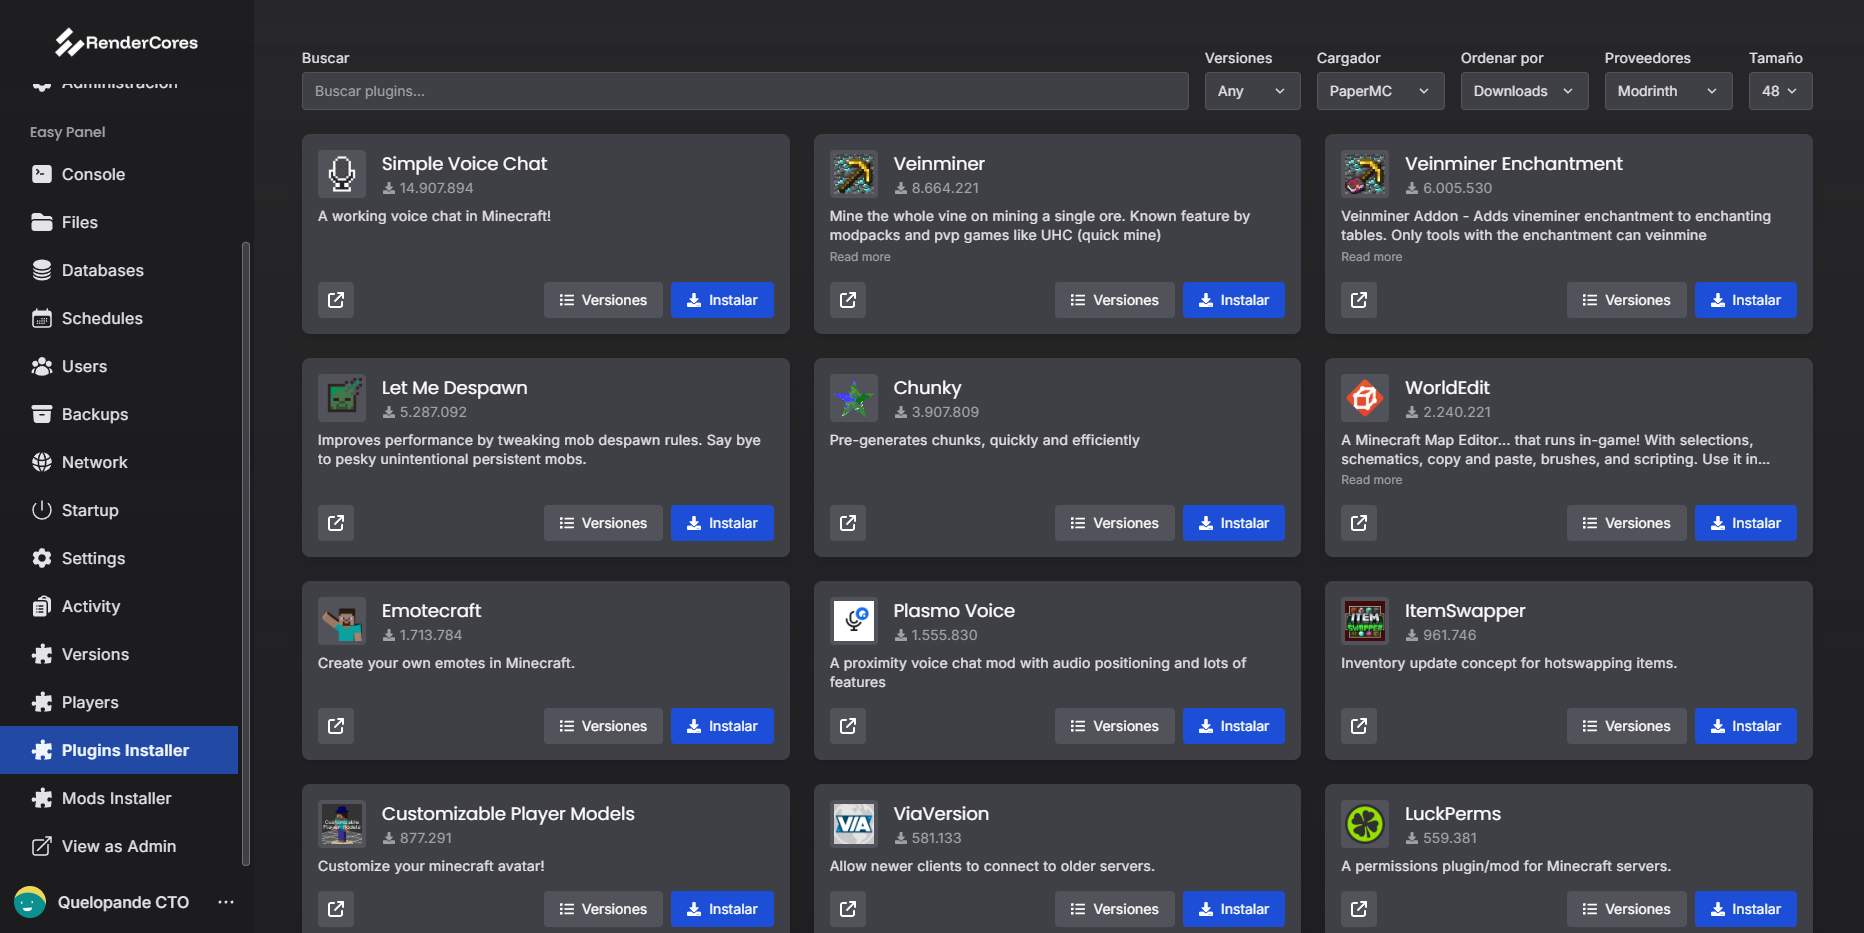 RenderCores
Administración
Easy Panel
Console
Files
Databases
Schedules
Users
Backups
Network
Startup
Settings
Activity
Versions
Players
Plugins Installer
Mods Installer
View as Admin
Quelopande CTO
Buscar
Buscar plugins...
Versiones
Any
Cargador
PaperMC
Ordenar por
Downloads
Proveedores
Modrinth
Tamaño
48
Simple Voice Chat
14.907.894
A working voice chat in Minecraft!
Versiones
Instalar
Veinminer
8.664.221
Mine the whole vine on mining a single ore. Known feature by
modpacks and pvp games like UHC (quick mine)
Read more
Versiones
Instalar
Veinminer Enchantment
6.005.530
Veinminer Addon - Adds vineminer enchantment to enchanting
tables. Only tools with the enchantment can veinmine
Read more
Versiones
Instalar
Let Me Despawn
5.287.092
Improves performance by tweaking mob despawn rules. Say bye
to pesky unintentional persistent mobs.
Versiones
Instalar
Chunky
3.907.809
Pre-generates chunks, quickly and efficiently
Versiones
Instalar
WorldEdit
2.240.221
A Minecraft Map Editor... that runs in-game! With selections,
schematics, copy and paste, brushes, and scripting. Use it in...
Read more
Versiones
Instalar
Emotecraft
1.713.784
Create your own emotes in Minecraft.
Versiones
Instalar
Plasmo Voice
1.555.830
A proximity voice chat mod with audio positioning and lots of
features
Versiones
Instalar
ITEM
SWAPPER
ItemSwapper
961.746
Inventory update concept for hotswapping items.
Versiones
Instalar
Customizable
Player Models
Customizable Player Models
877.291
Customize your minecraft avatar!
Versiones
Instalar
VIA
ViaVersion
581.133
Allow newer clients to connect to older servers.
Versiones
Instalar
LuckPerms
559.381
A permissions plugin/mod for Minecraft servers.
Versiones
Instalar